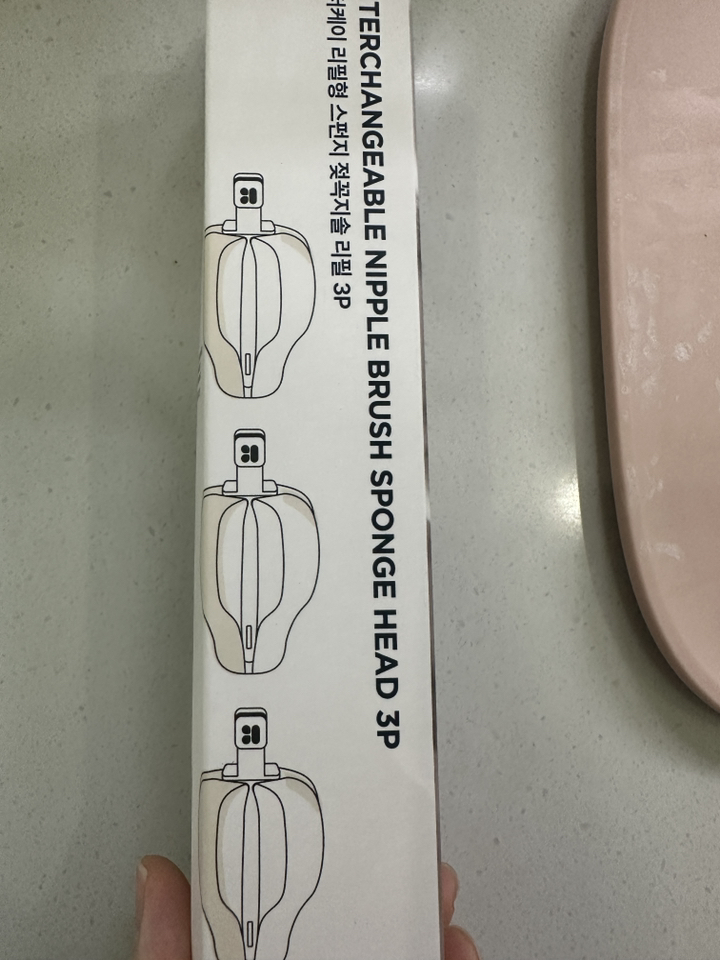 TERCHANGEABLE NIPPLE BRUSH SPONGE HEAD 3P
커케이 리필형 스펀지 젖꼭지솔 리필 3P